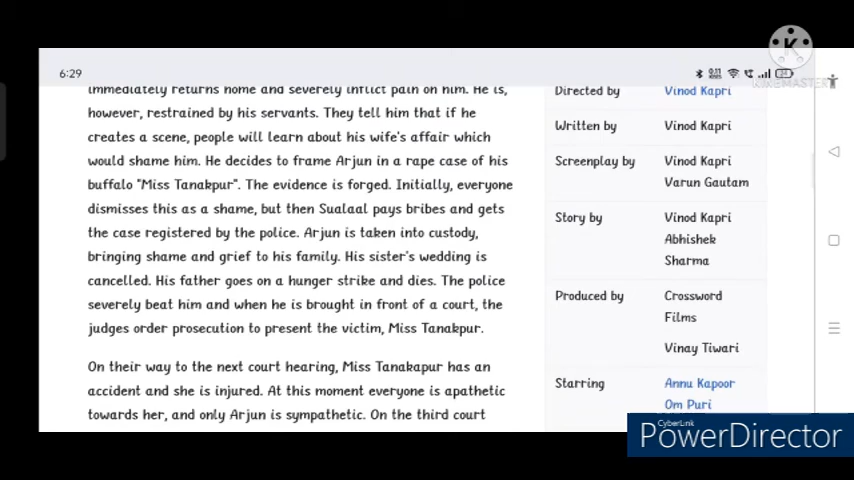 6:29
immediately returns home and severely inflict pain on him. He is,
however, restrained by his servants. They tell him that if he
creates a scene, people will learn about his wife's affair which
would shame him. He decides to frame Arjun in a rape case of his
buffalo "Miss Tanakpur". The evidence is forged. Initially, everyone
dismisses this as a shame, but then Sualaal pays bribes and gets
the case registered by the police. Arjun is taken into custody,
bringing shame and grief to his family. His sister's wedding is
cancelled. His father goes on a hunger strike and dies. The police
severely beat him and when he is brought in front of a court, the
judges order prosecution to present the victim, Miss Tanakpur.
On their way to the next court hearing, Miss Tanakapur has an
accident and she is injured. At this moment everyone is apathetic
towards her, and only Arjun is sympathetic. On the third court
Directed by Vinod Kapri
Written by Vinod Kapri
Screenplay by Vinod Kapri
Varun Gautam
Story by Vinod Kapri
Abhishek
Sharma
Produced by Crossword
Films
Vinay Tiwari
Starring Annu Kapoor
Om Puri
K
KINEMASTER
CyberLink
PowerDirector